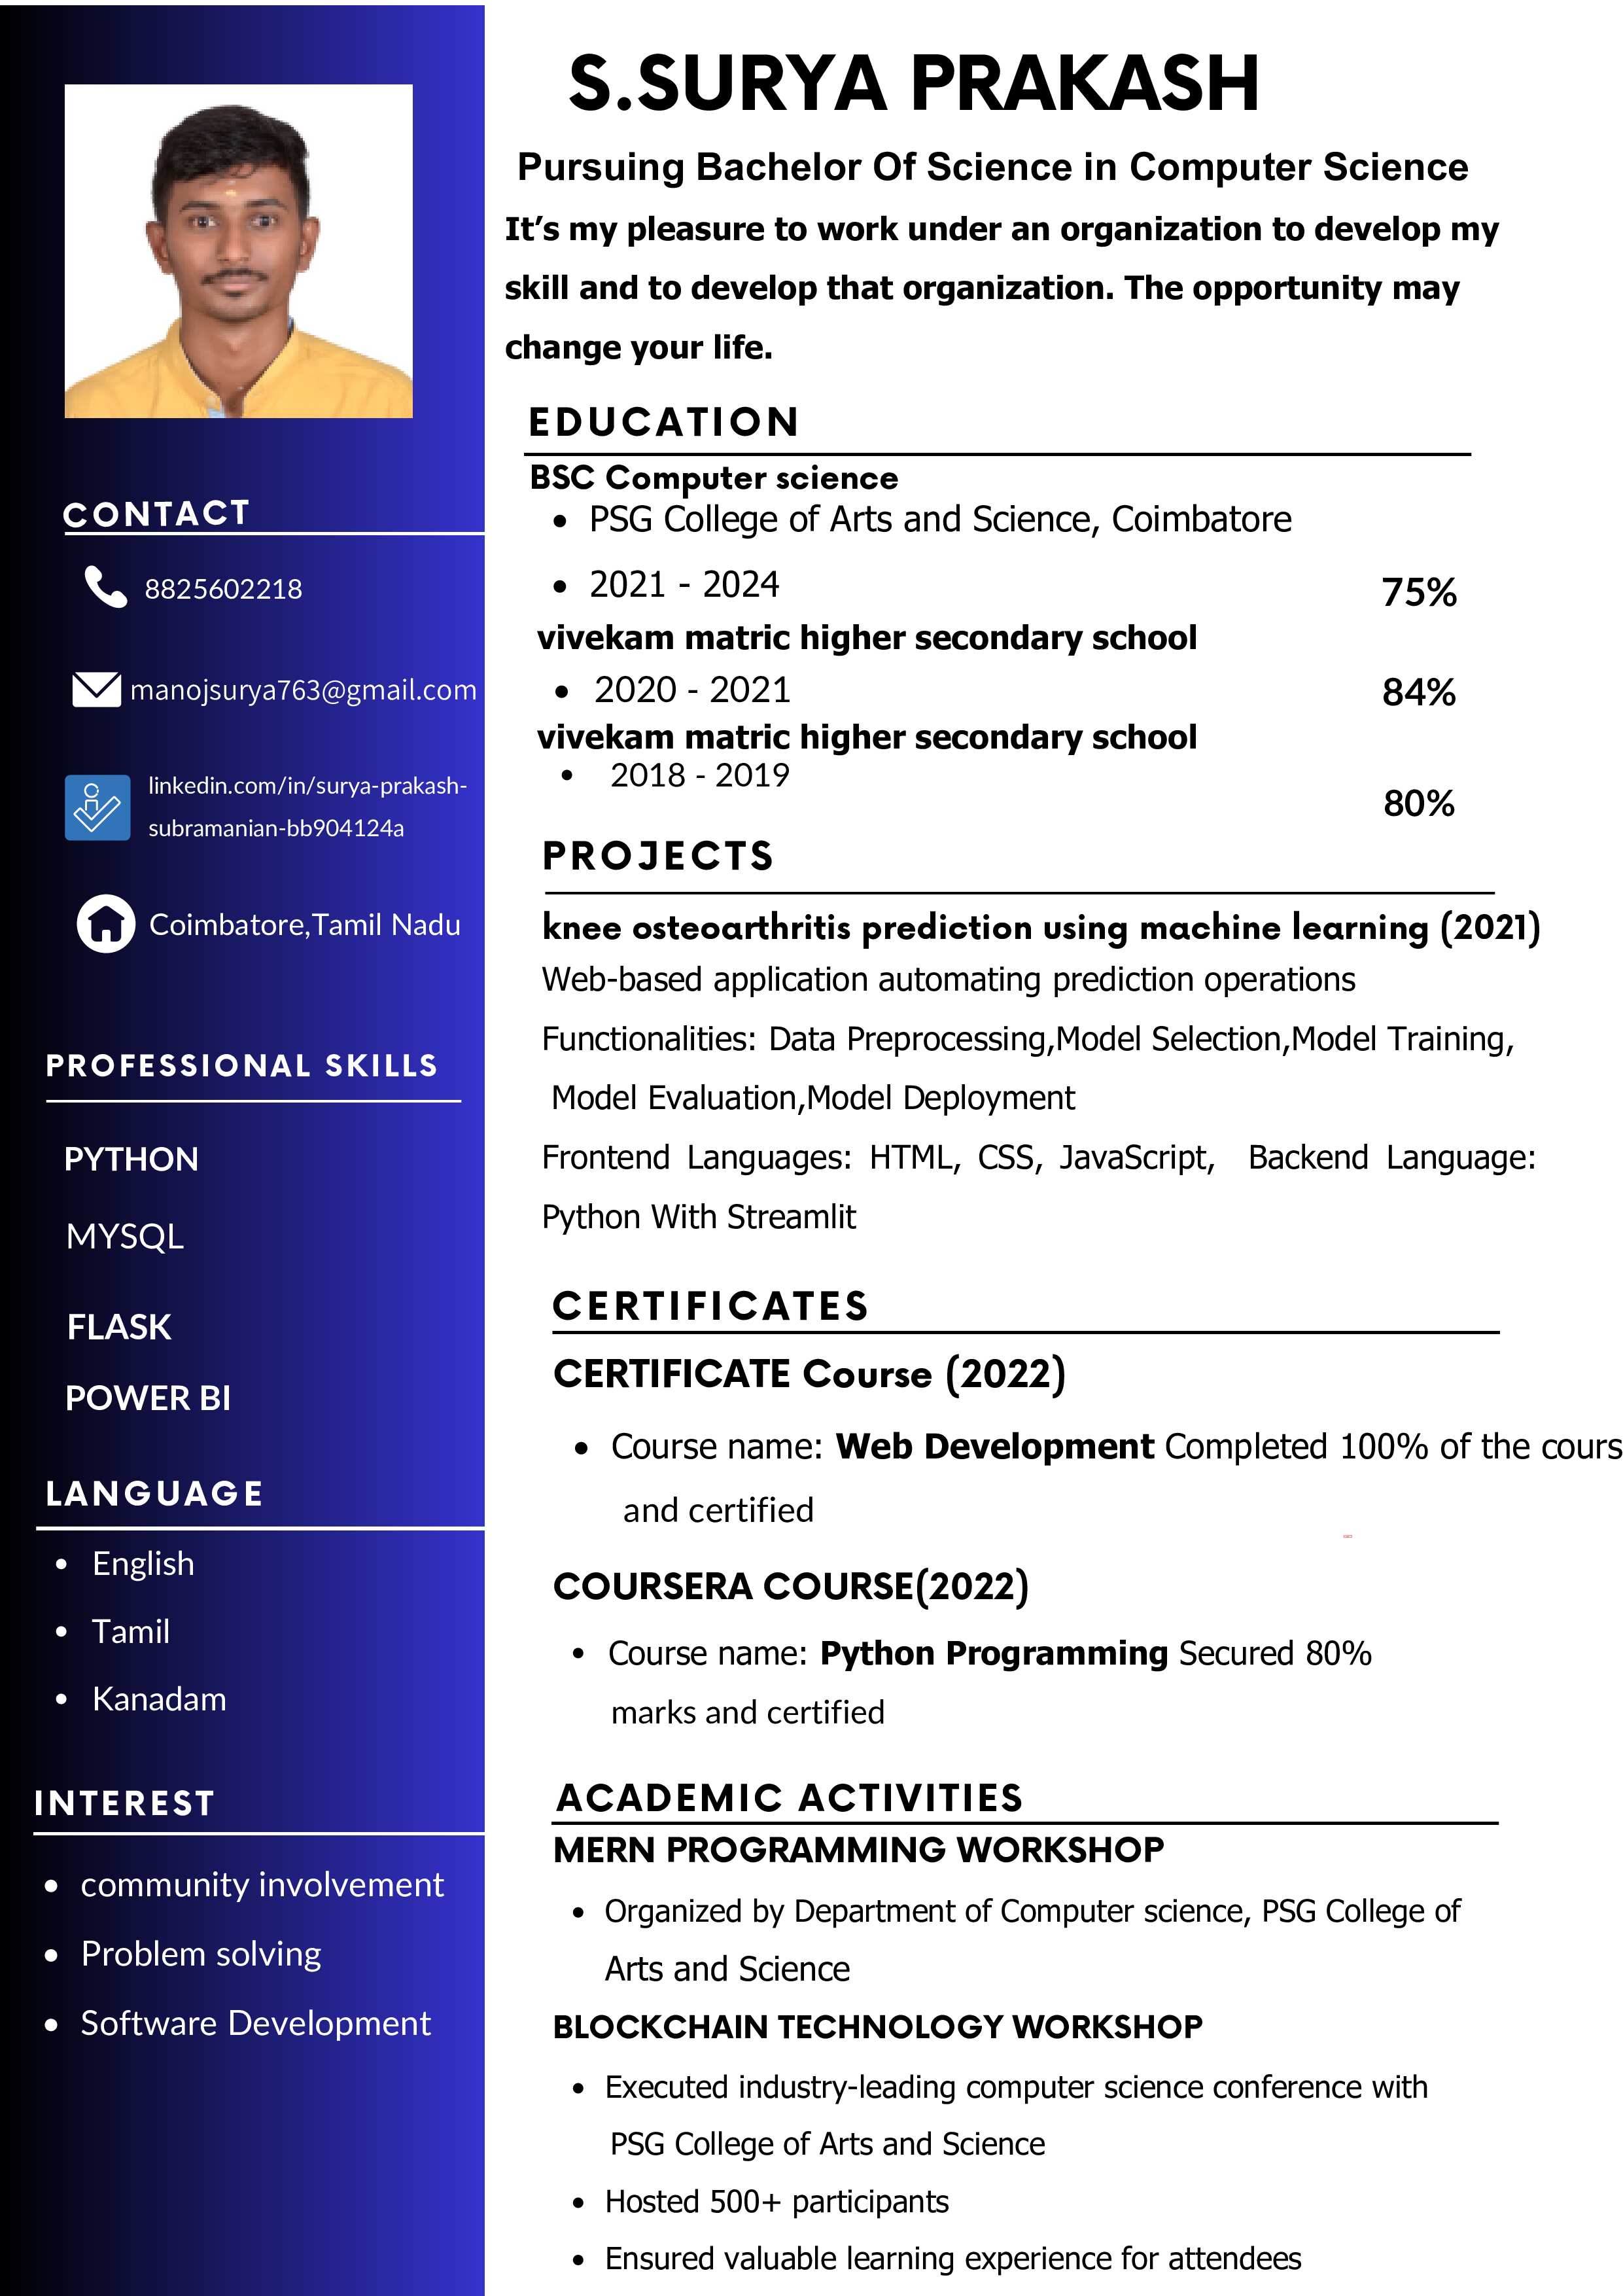 S.SURYA PRAKASH
Pursuing Bachelor Of Science in Computer Science
It’s my pleasure to work under an organization to develop my
skill and to develop that organization. The opportunity may
change your life.
CONTACT
8825602218
manojsurya763@gmail.com
linkedin.com/in/surya-prakash-
subramanian-bb904124a
Coimbatore,Tamil Nadu
PROFESSIONAL SKILLS
PYTHON
MYSQL
FLASK
POWER BI
LANGUAGE
• English
• Tamil
• Kanadam
INTEREST
• community involvement
• Problem solving
• Software Development
EDUCATION
BSC Computer science
• PSG College of Arts and Science, Coimbatore
• 2021 - 2024 75%
vivekam matric higher secondary school
• 2020 - 2021 84%
vivekam matric higher secondary school
• 2018 - 2019
80%
PROJECTS
knee osteoarthritis prediction using machine learning (2021)
Web-based application automating prediction operations
Functionalities: Data Preprocessing,Model Selection,Model Training,
Model Evaluation,Model Deployment
Frontend Languages: HTML, CSS, JavaScript, Backend Language:
Python With Streamlit
CERTIFICATES
CERTIFICATE Course (2022)
• Course name: Web Development Completed 100% of the cours
and certified
COURSERA COURSE(2022)
• Course name: Python Programming Secured 80%
marks and certified
ACADEMIC ACTIVITIES
MERN PROGRAMMING WORKSHOP
• Organized by Department of Computer science, PSG College of
Arts and Science
BLOCKCHAIN TECHNOLOGY WORKSHOP
• Executed industry-leading computer science conference with
PSG College of Arts and Science
• Hosted 500+ participants
• Ensured valuable learning experience for attendees